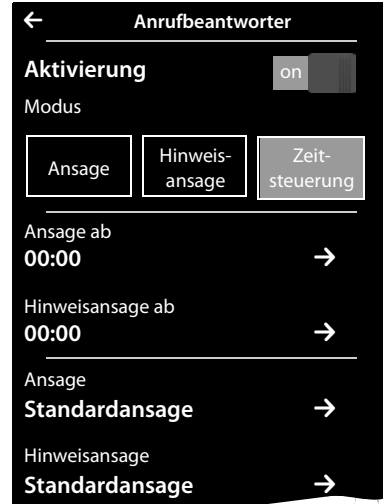 Anrufbeantworter
Aktivierung on
Modus
Ansage
Hinweis-
ansage
Zeit-
steuerung
Ansage ab
00:00
Hinweisansage ab
00:00
Ansage
Standardansage
Hinweisansage
Standardansage